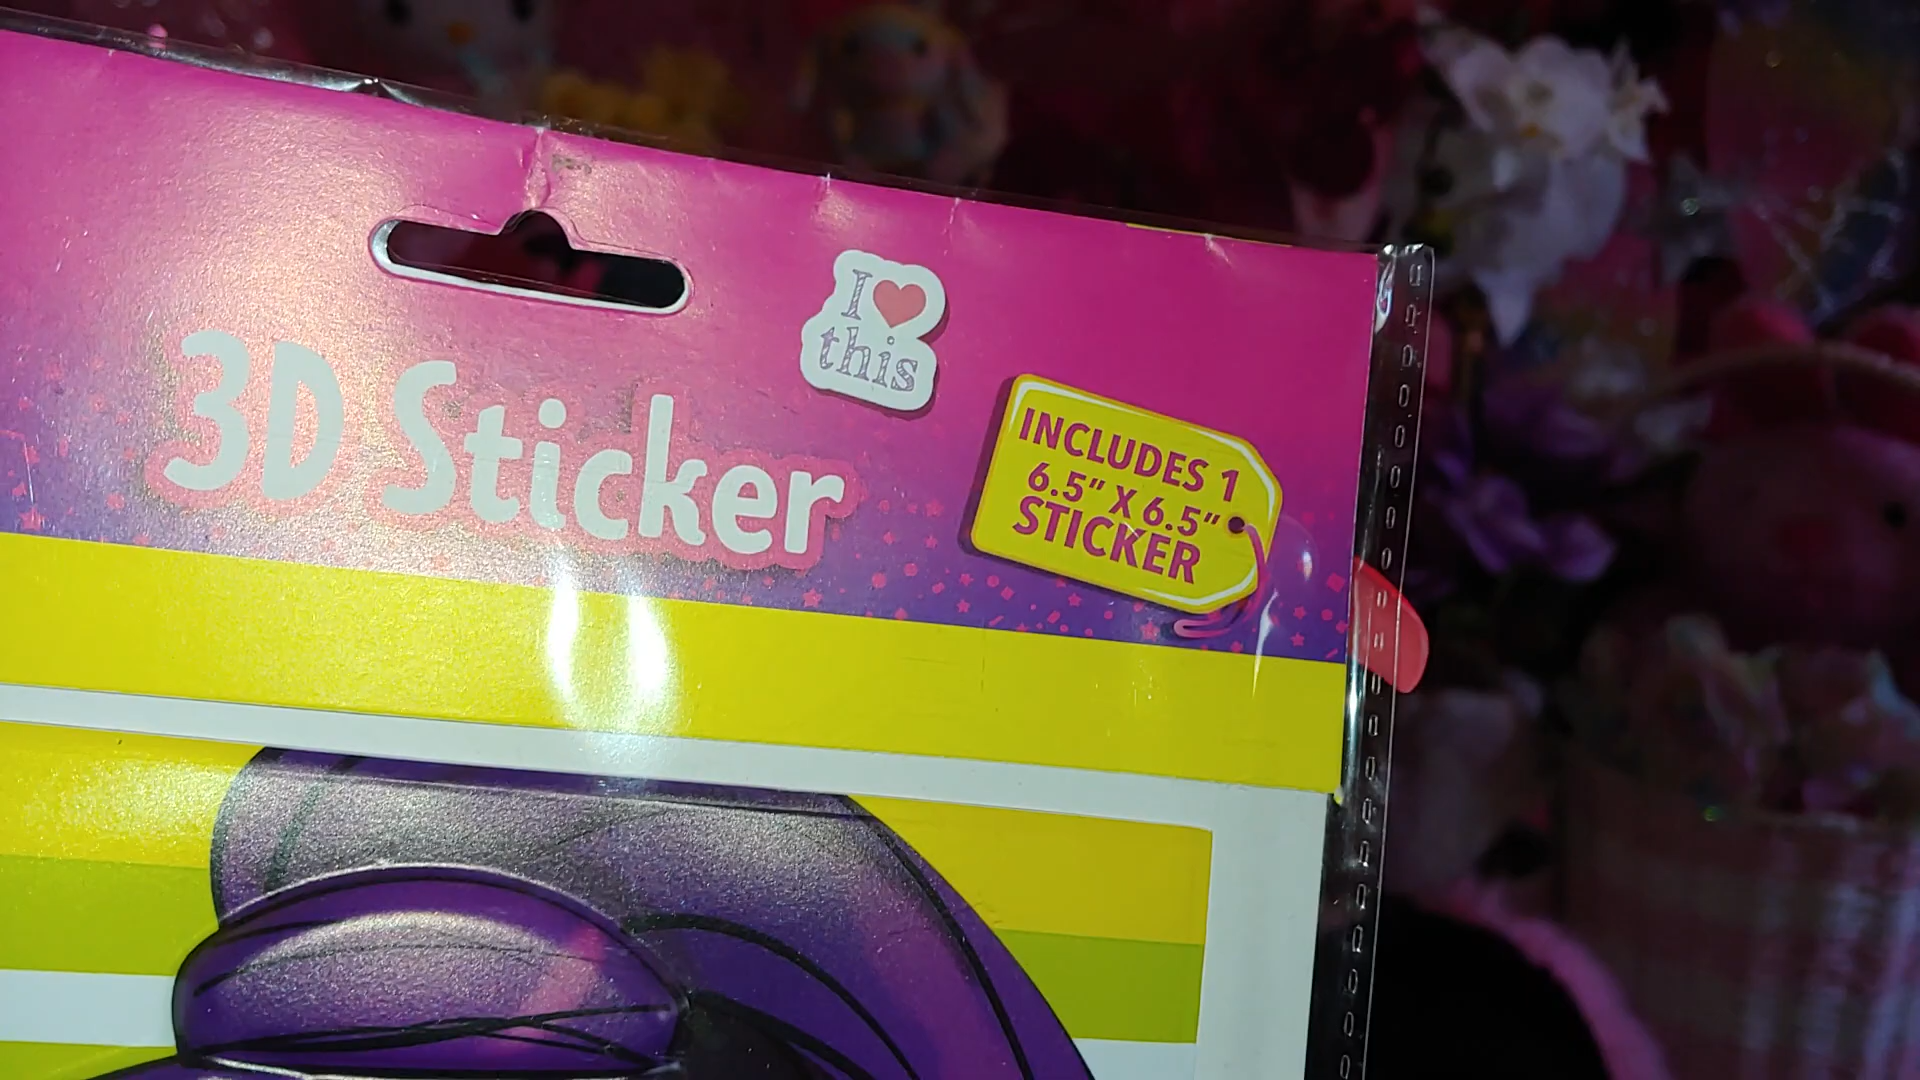 I ❤ this
3D Sticker
INCLUDES 1
6.5" X 6.5"
STICKER